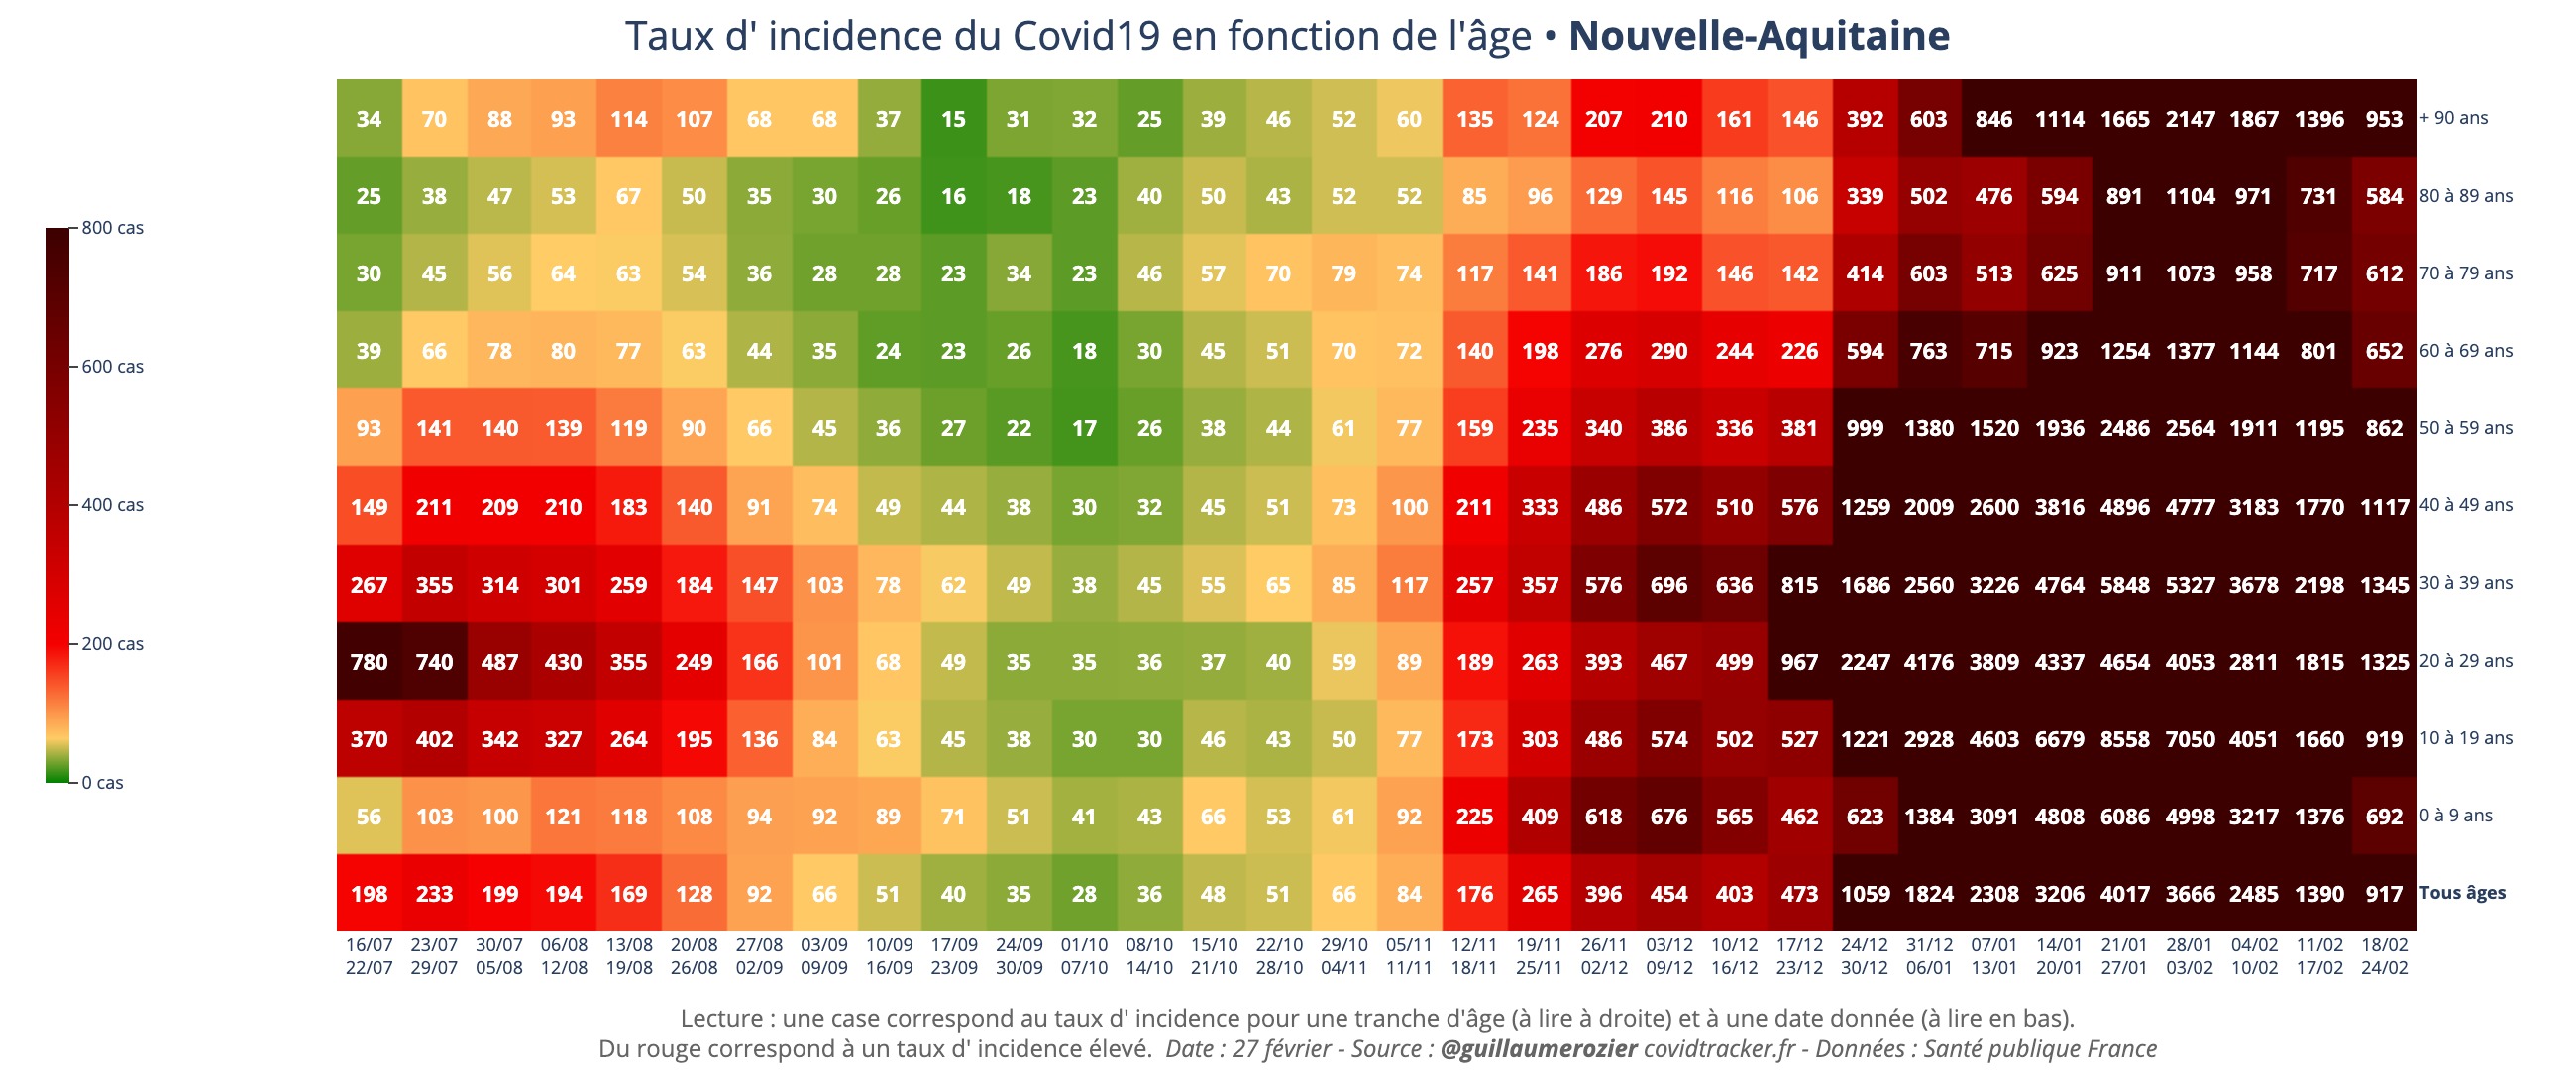 Taux d' incidence du Covid19 en fonction de l'âge • Nouvelle-Aquitaine
34 70 88 93 114 107 68 68 37 15 31 32 25 39 46 52 60 135 124 207 210 161 146 392 603 846 1114 1665 2147 1867 1396 953 + 90 ans
25 38 47 53 67 50 35 30 26 16 18 23 40 50 43 52 52 85 96 129 145 116 106 339 502 476 594 891 1104 971 731 584 80 à 89 ans
800 cas
30 45 56 64 63 54 36 28 28 23 34 23 46 57 70 79 74 117 141 186 192 146 142 414 603 513 625 911 1073 958 717 612 70 à 79 ans
39 66 78 80 77 63 44 35 24 23 26 18 30 45 51 70 72 140 198 276 290 244 226 594 763 715 923 1254 1377 1144 801 652 60 à 69 ans
600 cas
93 141 140 139 119 90 66 45 36 27 22 17 26 38 44 61 77 159 235 340 386 336 381 999 1380 1520 1936 2486 2564 1911 1195 862 50 à 59 ans
400 cas
149 211 209 210 183 140 91 74 49 44 38 30 32 45 51 73 100 211 333 486 572 510 576 1259 2009 2600 3816 4896 4777 3183 1770 1117 40 à 49 ans
267 355 314 301 259 184 147 103 78 62 49 38 45 55 65 85 117 257 357 576 696 636 815 1686 2560 3226 4764 5848 5327 3678 2198 1345 30 à 39 ans
200 cas
780 740 487 430 355 249 166 101 68 49 35 35 36 37 40 59 89 189 263 393 467 499 967 2247 4176 3809 4337 4654 4053 2811 1815 1325 20 à 29 ans
370 402 342 327 264 195 136 84 63 45 38 30 30 46 43 50 77 173 303 486 574 502 527 1221 2928 4603 6679 8558 7050 4051 1660 919 10 à 19 ans
0 cas
56 103 100 121 118 108 94 92 89 71 51 41 43 66 53 61 92 225 409 618 676 565 462 623 1384 3091 4808 6086 4998 3217 1376 692 0 à 9 ans
198 233 199 194 169 128 92 66 51 40 35 28 36 48 51 66 84 176 265 396 454 403 473 1059 1824 2308 3206 4017 3666 2485 1390 917 Tous âges
16/07 23/07 30/07 06/08 13/08 20/08 27/08 03/09 10/09 17/09 24/09 01/10 08/10 15/10 22/10 29/10 05/11 12/11 19/11 26/11 03/12 10/12 17/12 24/12 31/12 07/01 14/01 21/01 28/01 04/02 11/02 18/02
22/07 29/07 05/08 12/08 19/08 26/08 02/09 09/09 16/09 23/09 30/09 07/10 14/10 21/10 28/10 04/11 11/11 18/11 25/11 02/12 09/12 16/12 23/12 30/12 06/01 13/01 20/01 27/01 03/02 10/02 17/02 24/02
Lecture : une case correspond au taux d' incidence pour une tranche d'âge (à lire à droite) et à une date donnée (à lire en bas).
Du rouge correspond à un taux d' incidence élevé. Date : 27 février - Source : @guillaumerozier covidtracker.fr - Données : Santé publique France